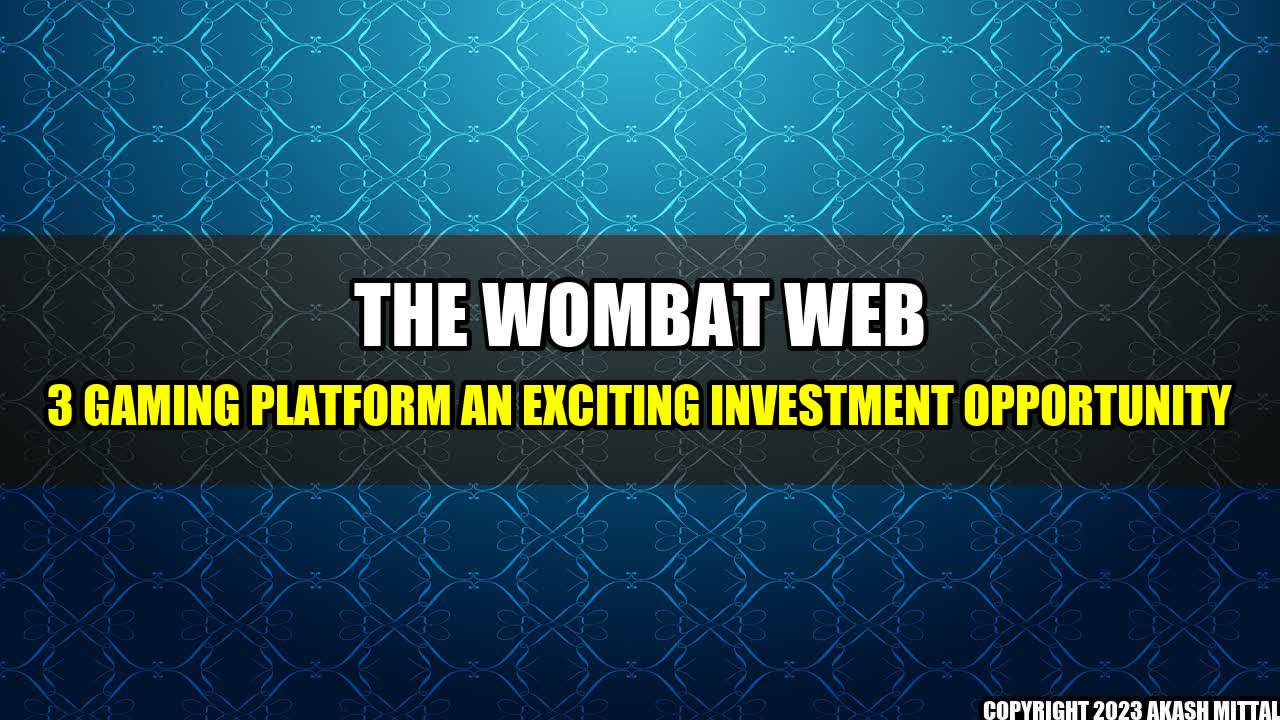 THE WOMBAT WEB
3 GAMING PLATFORM AN EXCITING INVESTMENT OPPORTUNITY
COPYRIGHT 2023 AKASH MITTAL